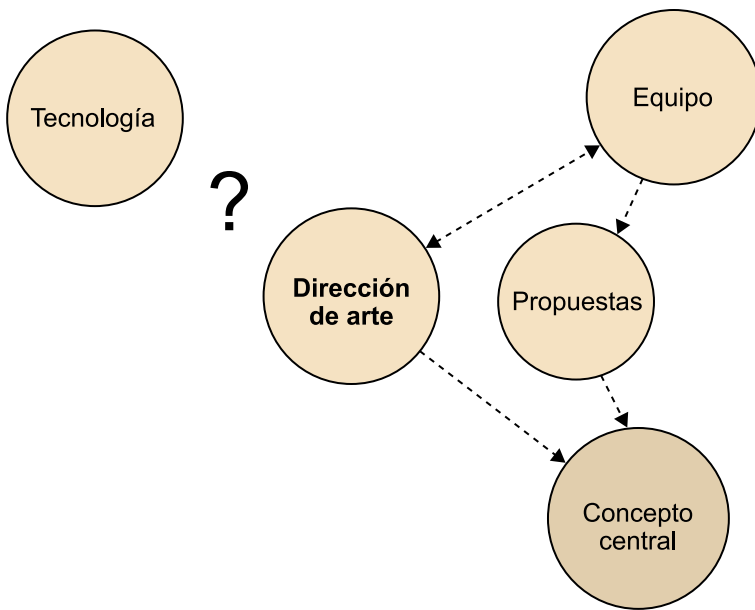 Tecnología
Equipo
?
Dirección
de arte
Propuestas
Concepto
central